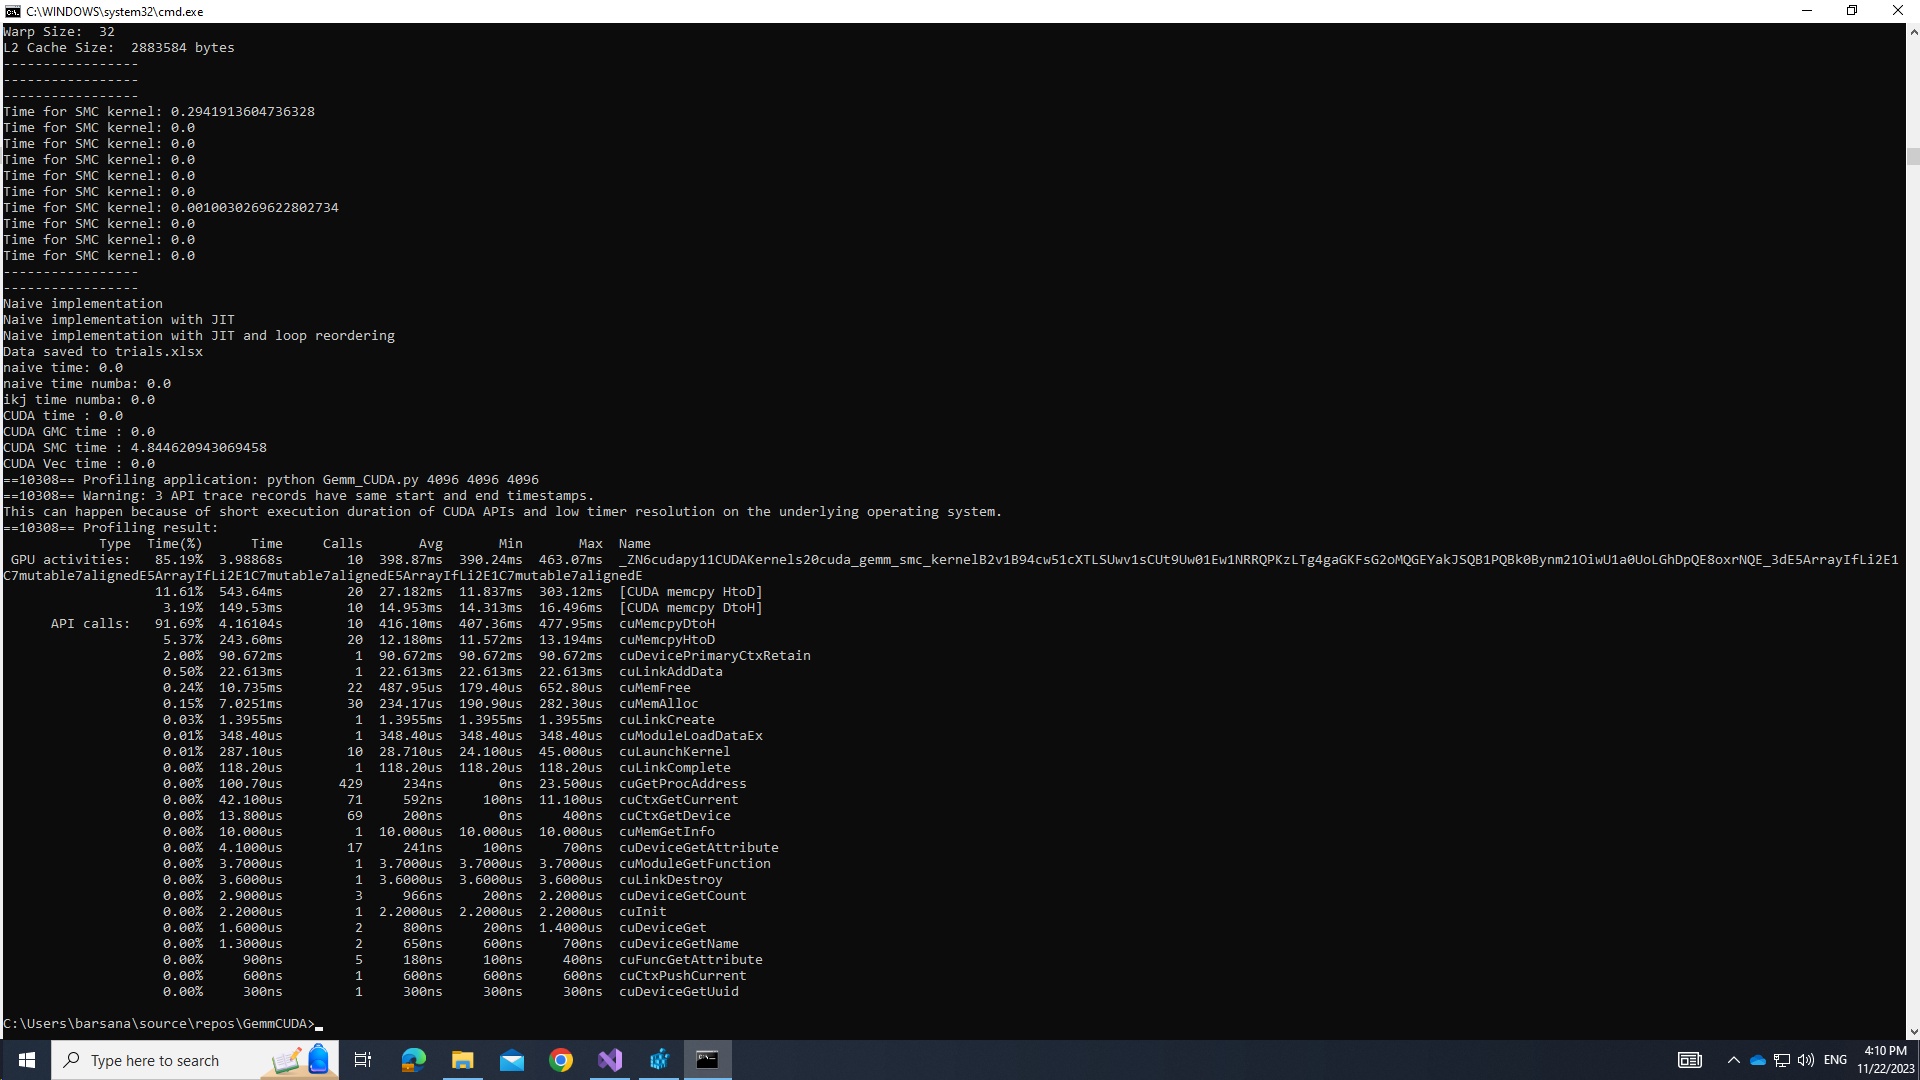 C:\WINDOWS\system32\cmd.exe
Warp Size:  32
L2 Cache Size:  2883584 bytes
-----------------
-----------------
-----------------
Time for SMC kernel: 0.2941913604736328
Time for SMC kernel: 0.0
Time for SMC kernel: 0.0
Time for SMC kernel: 0.0
Time for SMC kernel: 0.0
Time for SMC kernel: 0.0
Time for SMC kernel: 0.0010030269622802734
Time for SMC kernel: 0.0
Time for SMC kernel: 0.0
Time for SMC kernel: 0.0
-----------------
-----------------
Naive implementation
Naive implementation with JIT
Naive implementation with JIT and loop reordering
Data saved to trials.xlsx
naive time: 0.0
naive time numba: 0.0
ikj time numba: 0.0
CUDA time : 0.0
CUDA GMC time : 0.0
CUDA SMC time : 4.844620943069458
CUDA Vec time : 0.0
==10308== Profiling application: python Gemm_CUDA.py 4096 4096 4096
==10308== Warning: 3 API trace records have same start and end timestamps.
This can happen because of short execution duration of CUDA APIs and low timer resolution on the underlying operating system.
==10308== Profiling result:
            Type  Time(%)      Time     Calls       Avg       Min       Max  Name
 GPU activities:   85.19%  3.98868s        10  398.87ms  390.24ms  463.07ms  _ZN6cudapy11CUDAKernels20cuda_gemm_smc_kernelB2v1B94cw51cXTLSUwv1sCUt9Uw01Ew1NRRQPKzLTg4gaGKFsG2oMQGEYakJSQB1PQBk0Bynm21OiwU1a0UoLGhDpQE8oxrNQE_3dE5ArrayIfLi2E1
C7mutable7alignedE5ArrayIfLi2E1C7mutable7alignedE5ArrayIfLi2E1C7mutable7alignedE
                   11.61%  543.64ms        20  27.182ms  11.837ms  303.12ms  [CUDA memcpy HtoD]
                    3.19%  149.53ms        10  14.953ms  14.313ms  16.496ms  [CUDA memcpy DtoH]
      API calls:   91.69%  4.16104s        10  416.10ms  407.36ms  477.95ms  cuMemcpyDtoH
                    5.37%  243.60ms        20  12.180ms  11.572ms  13.194ms  cuMemcpyHtoD
                    2.00%  90.672ms         1  90.672ms  90.672ms  90.672ms  cuDevicePrimaryCtxRetain
                    0.50%  22.613ms         1  22.613ms  22.613ms  22.613ms  cuLinkAddData
                    0.24%  10.735ms        22  487.95us  179.40us  652.80us  cuMemFree
                    0.15%  7.0251ms        30  234.17us  190.90us  282.30us  cuMemAlloc
                    0.03%  1.3955ms         1  1.3955ms  1.3955ms  1.3955ms  cuLinkCreate
                    0.01%  348.40us         1  348.40us  348.40us  348.40us  cuModuleLoadDataEx
                    0.01%  287.10us        10  28.710us  24.100us  45.000us  cuLaunchKernel
                    0.00%  118.20us         1  118.20us  118.20us  118.20us  cuLinkComplete
                    0.00%  100.70us       429     234ns       0ns  23.500us  cuGetProcAddress
                    0.00%  42.100us        71     592ns     100ns  11.100us  cuCtxGetCurrent
                    0.00%  13.800us        69     200ns       0ns     400ns  cuCtxGetDevice
                    0.00%  10.000us         1  10.000us  10.000us  10.000us  cuMemGetInfo
                    0.00%  4.1000us        17     241ns     100ns     700ns  cuDeviceGetAttribute
                    0.00%  3.7000us         1  3.7000us  3.7000us  3.7000us  cuModuleGetFunction
                    0.00%  3.6000us         1  3.6000us  3.6000us  3.6000us  cuLinkDestroy
                    0.00%  2.9000us         3     966ns     200ns  2.2000us  cuDeviceGetCount
                    0.00%  2.2000us         1  2.2000us  2.2000us  2.2000us  cuInit
                    0.00%  1.6000us         2     800ns     200ns  1.4000us  cuDeviceGet
                    0.00%  1.3000us         2     650ns     600ns     700ns  cuDeviceGetName
                    0.00%     900ns         5     180ns     100ns     400ns  cuFuncGetAttribute
                    0.00%     600ns         1     600ns     600ns     600ns  cuCtxPushCurrent
                    0.00%     300ns         1     300ns     300ns     300ns  cuDeviceGetUuid
C:\Users\barsana\source\repos\GemmCUDA>
Type here to search
ENG
4:10 PM
11/22/2023